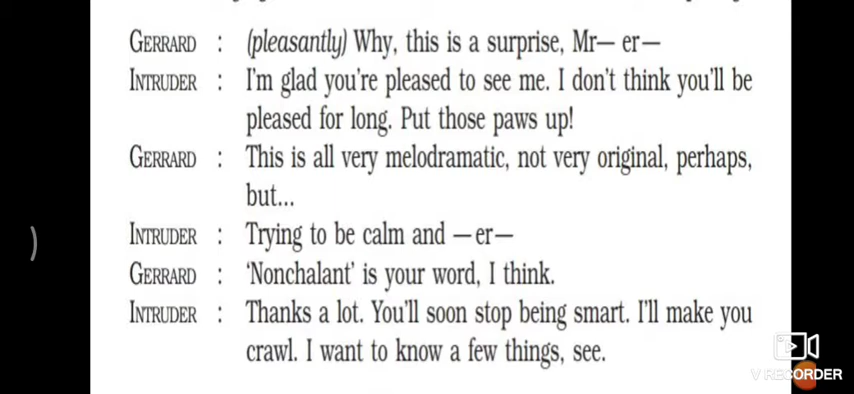 GERRARD : (pleasantly) Why, this is a surprise, Mr— er—
INTRUDER : I'm glad you're pleased to see me. I don't think you'll be
pleased for long. Put those paws up!
GERRARD : This is all very melodramatic, not very original, perhaps,
but...
INTRUDER : Trying to be calm and —er—
GERRARD : 'Nonchalant' is your word, I think.
INTRUDER : Thanks a lot. You'll soon stop being smart. I'll make you
crawl. I want to know a few things, see.
V RECORDER